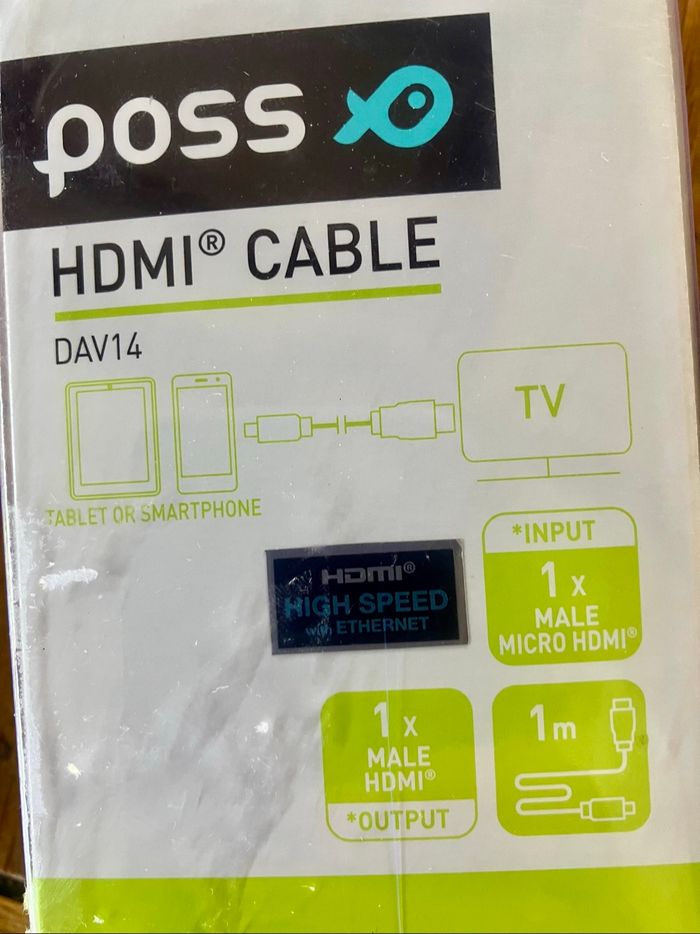 poss
HDMI® CABLE
DAV14
TV
TABLET OR SMARTPHONE
*INPUT
1 x
MALE
MICRO HDMI®
HDMI®
HIGH SPEED
with ETHERNET
1 x
MALE
HDMI®
*OUTPUT
1m